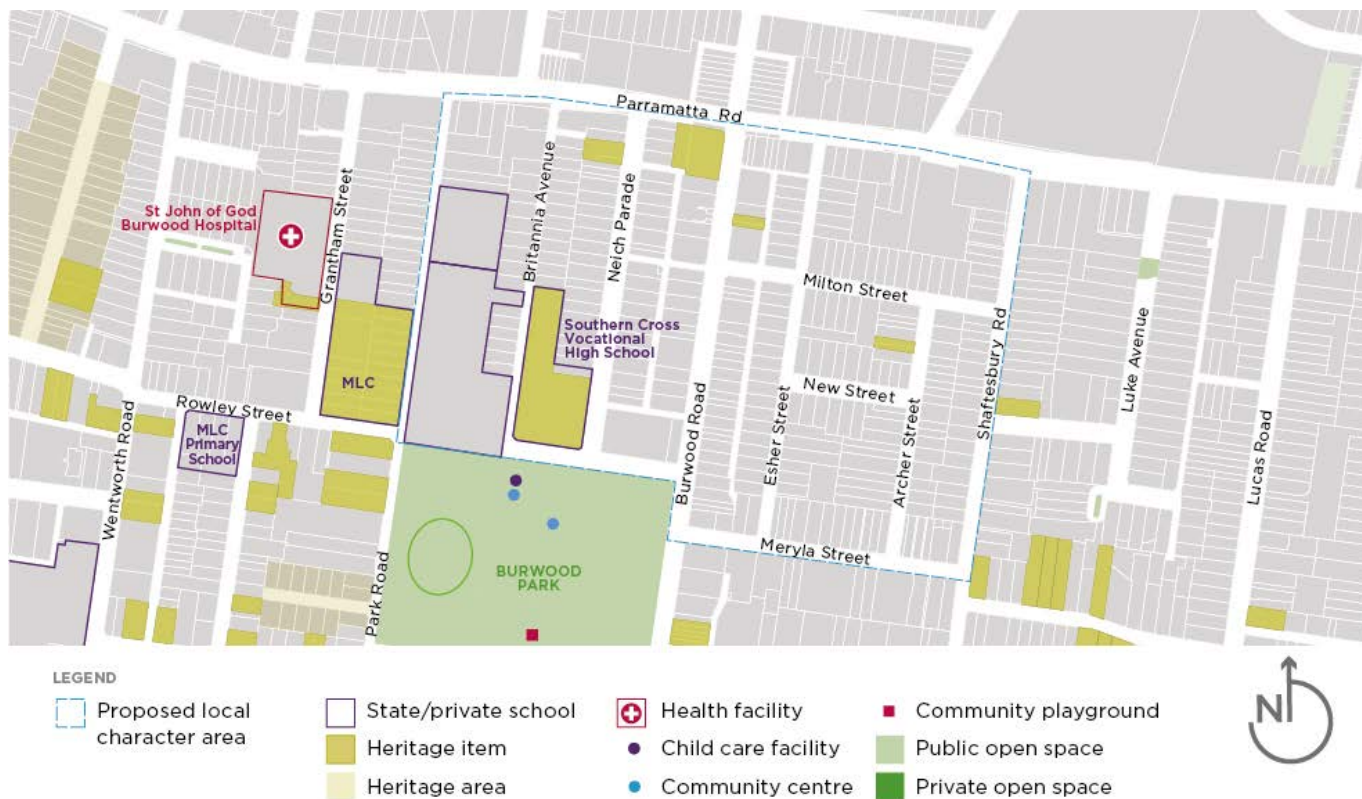 Parramatta Rd
Britannia Avenue
Neich Parade
Grantham Street
St John of God
Burwood Hospital
Milton Street
Southern Cross
Vocational
High School
MLC
New Street
Shaftesbury Rd
Luke Avenue
Rowley Street
MLC
Primary
School
Wentworth Road
Burwood Road
Esher Street
Archer Street
Lucas Road
Meryla Street
BURWOOD
PARK
Park Road
LEGEND
Proposed local
character area
State/private school
Heritage item
Heritage area
Health facility
Child care facility
Community centre
Community playground
Public open space
Private open space
N